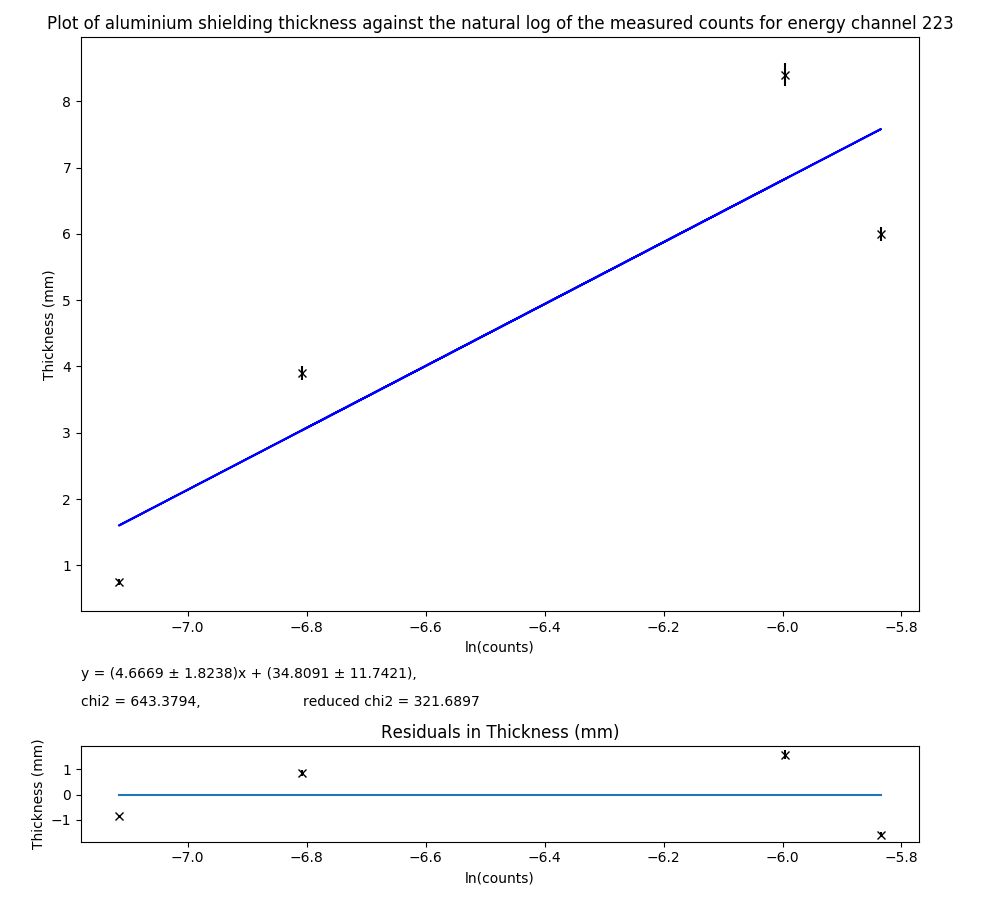 Plot of aluminium shielding thickness against the natural log of the measured counts for energy channel 223
8
7
6
5
4
3
2
1
Thickness (mm)
−7.0 −6.8 −6.6 −6.4 −6.2 −6.0 −5.8
ln(counts)
y = (4.6669 ± 1.8238)x + (34.8091 ± 11.7421),
chi2 = 643.3794, reduced chi2 = 321.6897
Residuals in Thickness (mm)
1
0
−1
Thickness (mm)
−7.0 −6.8 −6.6 −6.4 −6.2 −6.0 −5.8
ln(counts)